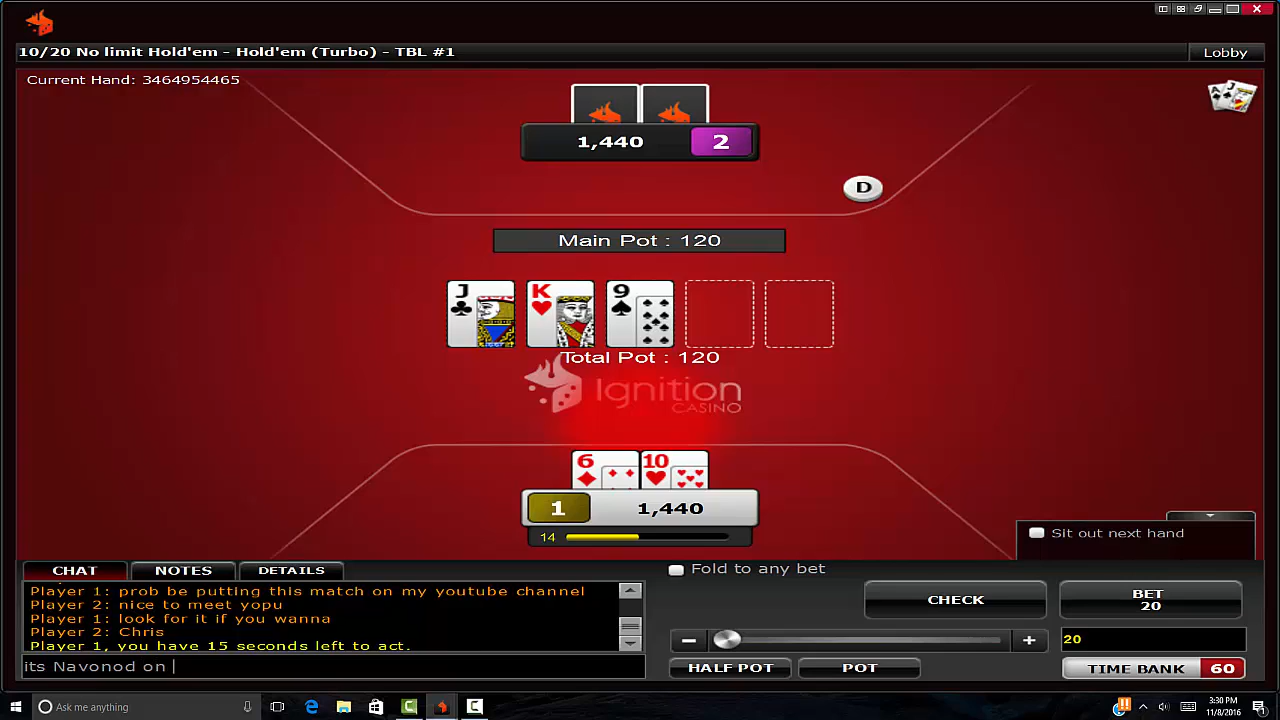 10/20 No limit Hold'em - Hold'em (Turbo) - TBL #1
Lobby
Current Hand: 3464954465
1,440
2
D
Main Pot : 120
J
K
9
Total Pot : 120
Ignition
CASINO
6
10
1
1,440
14
Sit out next hand
CHAT
NOTES
DETAILS
Fold to any bet
Player 1: prob be putting this match on my youtube channel
Player 2: nice to meet yopu
Player 1: look for it if you wanna
Player 2: Chris
Player 1, you have 15 seconds left to act.
its Navonod on
CHECK
BET
20
20
HALF POT
POT
TIME BANK
60
Ask me anything
3:30 PM
11/8/2016